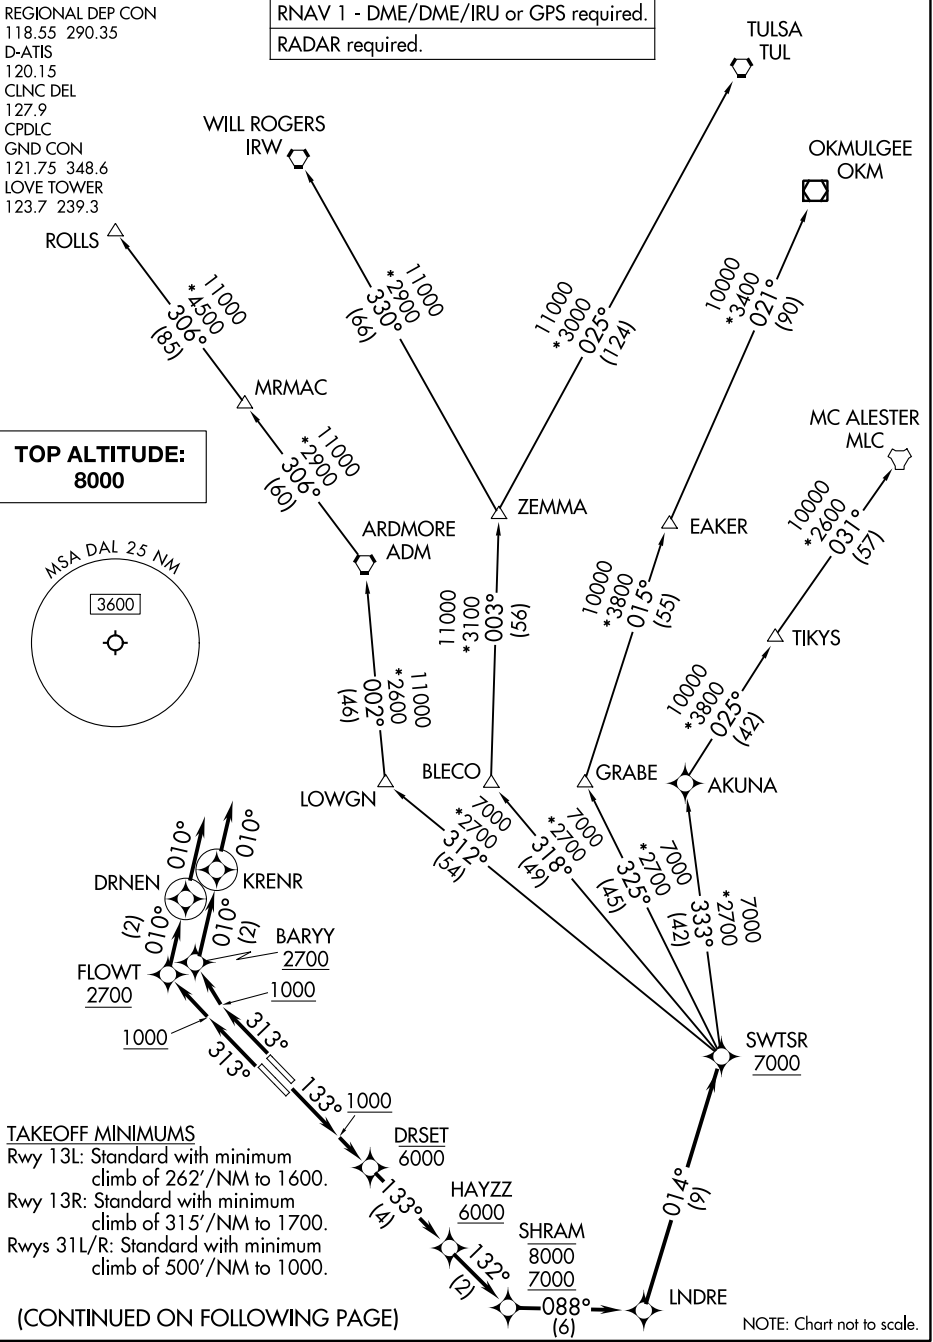 REGIONAL DEP CON
118.55 290.35
D-ATIS
120.15
CLNC DEL
127.9
CPDLC
GND CON
121.75 348.6
LOVE TOWER
123.7 239.3
RNAV 1 - DME/DME/IRU or GPS required.
RADAR required.
TULSA
TUL
WILL ROGERS
IRW
OKMULGEE
OKM
ROLLS
11000
*4500
306°
(85)
11000
*2900
330°
(66)
11000
*3000
025°
(124)
10000
*3400
021°
(90)
MRMAC
MC ALESTER
MLC
TOP ALTITUDE:
8000
11000
*2900
306°
(60)
ARDMORE
ADM
ZEMMA
EAKER
10000
*2600
031°
(57)
MSA DAL 25 NM
3600
11000
*3100
003°
(56)
10000
*3800
015°
(55)
TIKYS
11000
*2600
002°
(46)
10000
*3800
025°
(42)
LOWGN
BLECO
GRABE
AKUNA
7000
*2700
312°
(54)
7000
*2700
318°
(49)
7000
*2700
325°
(45)
7000
*2700
333°
(42)
010°
010°
DRNEN
KRENR
(2)
010°
010°
(2)
BARYY
2700
FLOWT
2700
1000
1000
313°
313°
SWTSR
7000
133°
1000
DRSET
6000
TAKEOFF MINIMUMS
Rwy 13L: Standard with minimum
climb of 262'/NM to 1600.
Rwy 13R: Standard with minimum
climb of 315'/NM to 1700.
Rwys 31L/R: Standard with minimum
climb of 500'/NM to 1000.
133°
(4)
HAYZZ
6000
132°
(2)
SHRAM
8000
7000
088°
(6)
014°
(9)
LNDRE
(CONTINUED ON FOLLOWING PAGE)
NOTE: Chart not to scale.